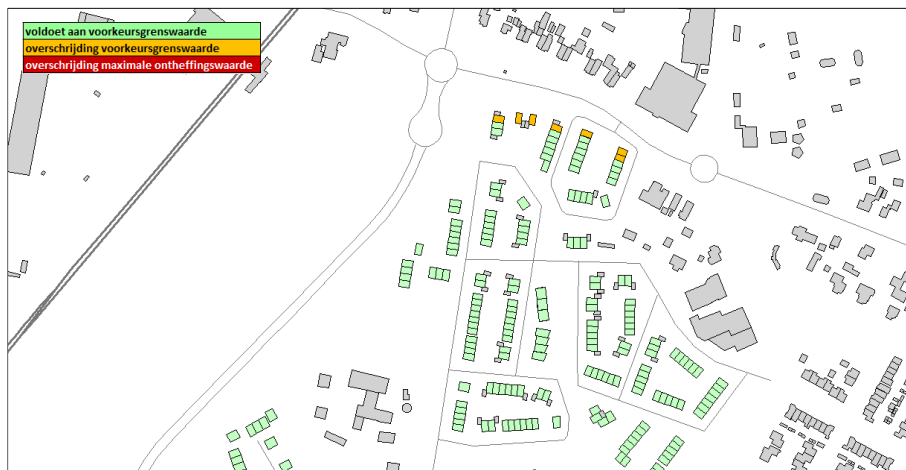 voldoet aan voorkeursgrenswaarde
overschrijding voorkeursgrenswaarde
overschrijding maximale ontheffingswaarde